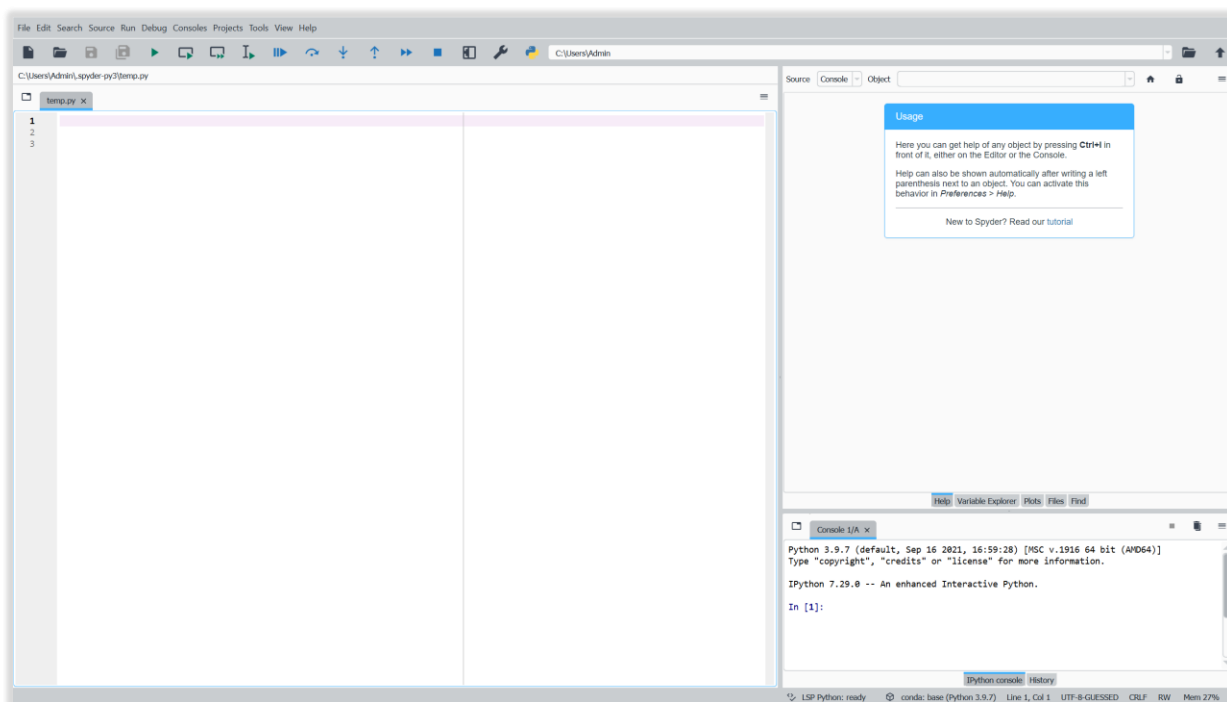 File Edit Search Source Run Debug Consoles Projects Tools View Help
C:\Users\Admin
C:\Users\Admin\.spyder-py3\temp.py
temp.py
1
2
3
Source Console Object
Usage
Here you can get help of any object by pressing Ctrl+I in
front of it, either on the Editor or the Console.
Help can also be shown automatically after writing a left
parenthesis next to an object. You can activate this
behavior in Preferences > Help.
New to Spyder? Read our tutorial
Help Variable Explorer Plots Files Find
Console 1/A
Python 3.9.7 (default, Sep 16 2021, 16:59:28) [MSC v.1916 64 bit (AMD64)]
Type "copyright", "credits" or "license" for more information.
IPython 7.29.0 -- An enhanced Interactive Python.
In [1]:
IPython console History
LSP Python: ready conda: base (Python 3.9.7) Line 1, Col 1 UTF-8-GUESSED CRLF RW Mem 27%